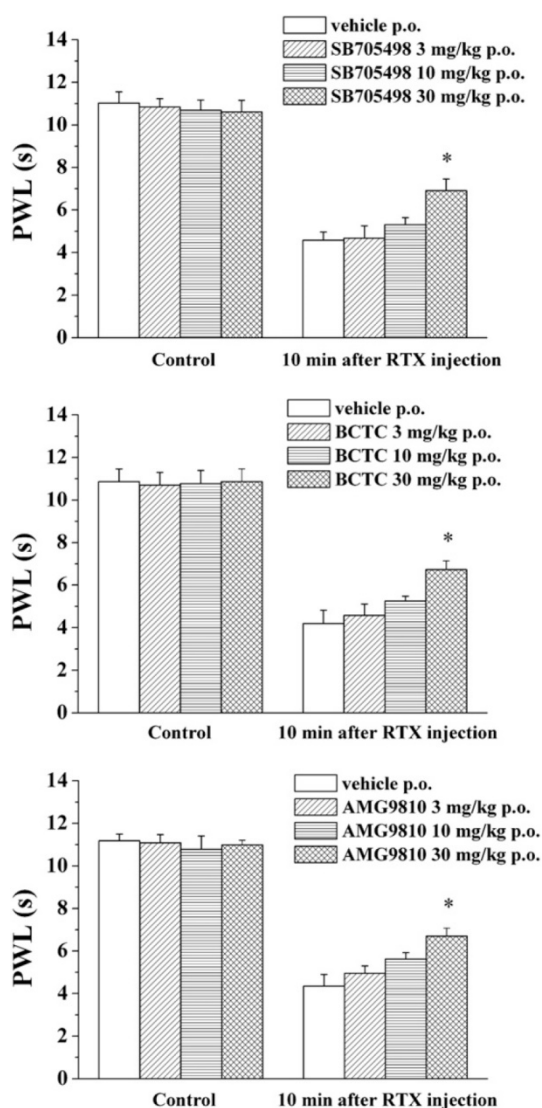 vehicle p.o.
SB705498 3 mg/kg p.o.
SB705498 10 mg/kg p.o.
SB705498 30 mg/kg p.o.
14
12
10
8
6
4
2
0
PWL (s)
*
Control
10 min after RTX injection
vehicle p.o.
BCTC 3 mg/kg p.o.
BCTC 10 mg/kg p.o.
BCTC 30 mg/kg p.o.
14
12
10
8
6
4
2
0
PWL (s)
*
Control
10 min after RTX injection
vehicle p.o.
AMG9810 3 mg/kg p.o.
AMG9810 10 mg/kg p.o.
AMG9810 30 mg/kg p.o.
14
12
10
8
6
4
2
0
PWL (s)
*
Control
10 min after RTX injection